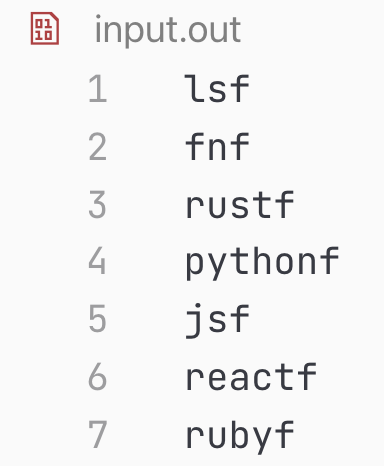 input.out
1 lsf
2 fnf
3 rustf
4 pythonf
5 jsf
6 reactf
7 rubyf